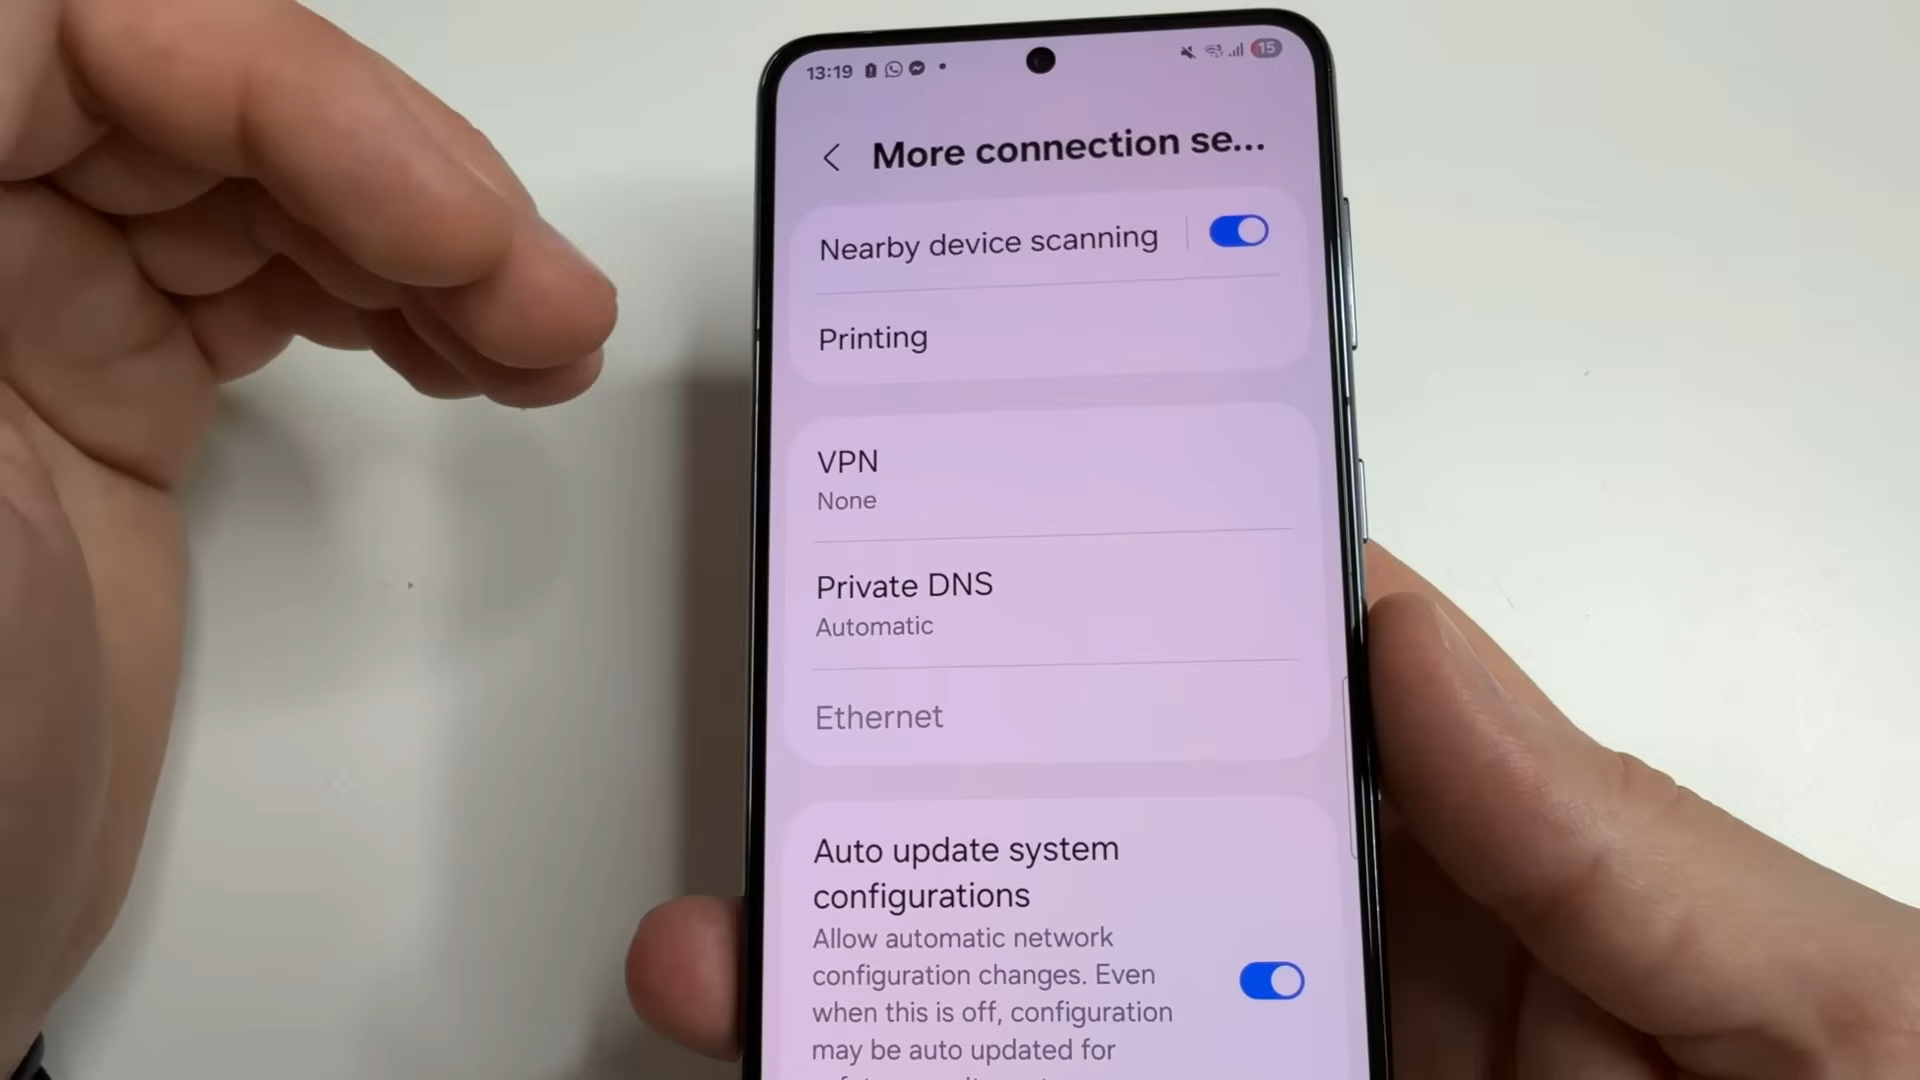 13:19
15
More connection se...
Nearby device scanning
Printing
VPN
None
Private DNS
Automatic
Ethernet
Auto update system
configurations
Allow automatic network
configuration changes. Even
when this is off, configuration
may be auto updated for